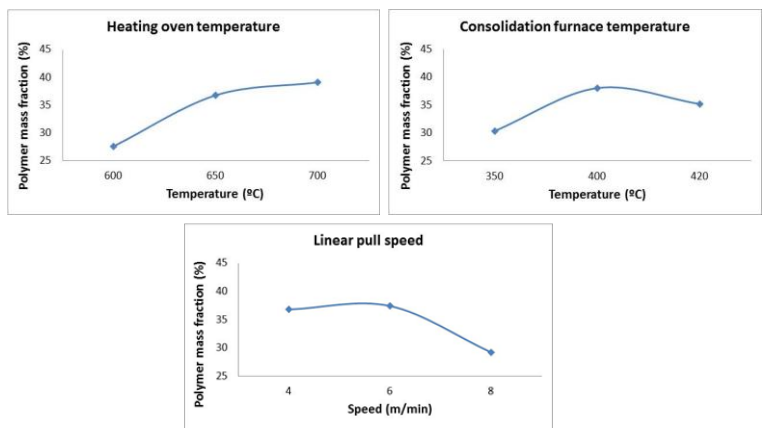 Heating oven temperature
Polymer mass fraction (%)
45
40
35
30
25
600 650 700
Temperature (ºC)
Consolidation furnace temperature
Polymer mass fraction (%)
45
40
35
30
25
350 400 420
Temperature (ºC)
Linear pull speed
Polymer mass fraction (%)
45
40
35
30
25
4 6 8
Speed (m/min)